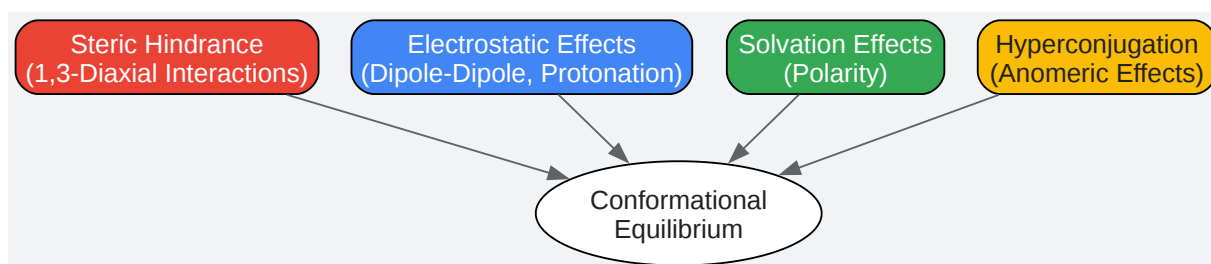 Steric Hindrance
(1,3-Diaxial Interactions)
Electrostatic Effects
(Dipole-Dipole, Protonation)
Solvation Effects
(Polarity)
Hyperconjugation
(Anomeric Effects)
Conformational
Equilibrium